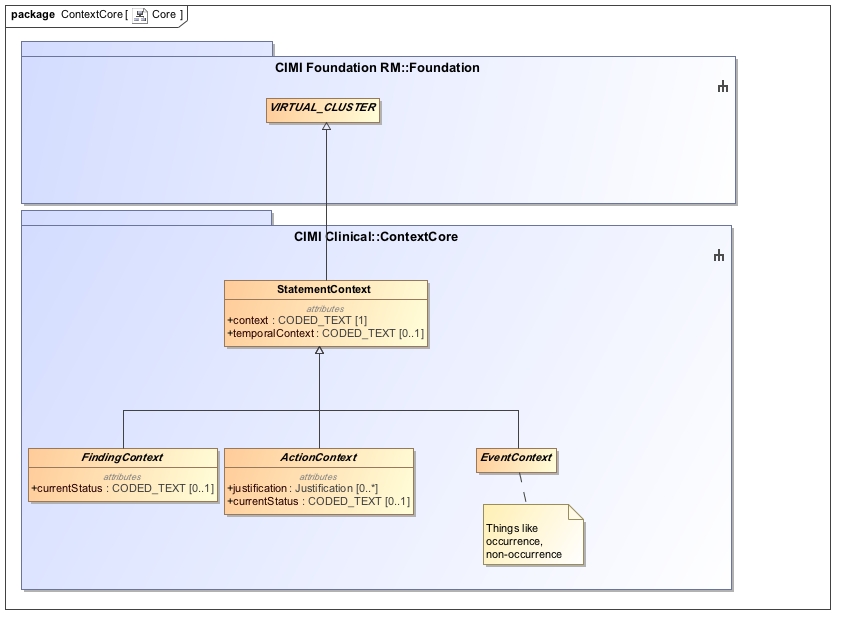 package ContextCore[ Core ]
CIMI Foundation RM::Foundation
VIRTUAL_CLUSTER
CIMI Clinical::ContextCore
StatementContext
attributes
+context : CODED_TEXT [1]
+temporalContext : CODED_TEXT [0..1]
FindingContext
attributes
+currentStatus : CODED_TEXT [0..1]
ActionContext
attributes
+justification : Justification [0..*]
+currentStatus : CODED_TEXT [0..1]
EventContext
Things like
occurrence,
non-occurrence